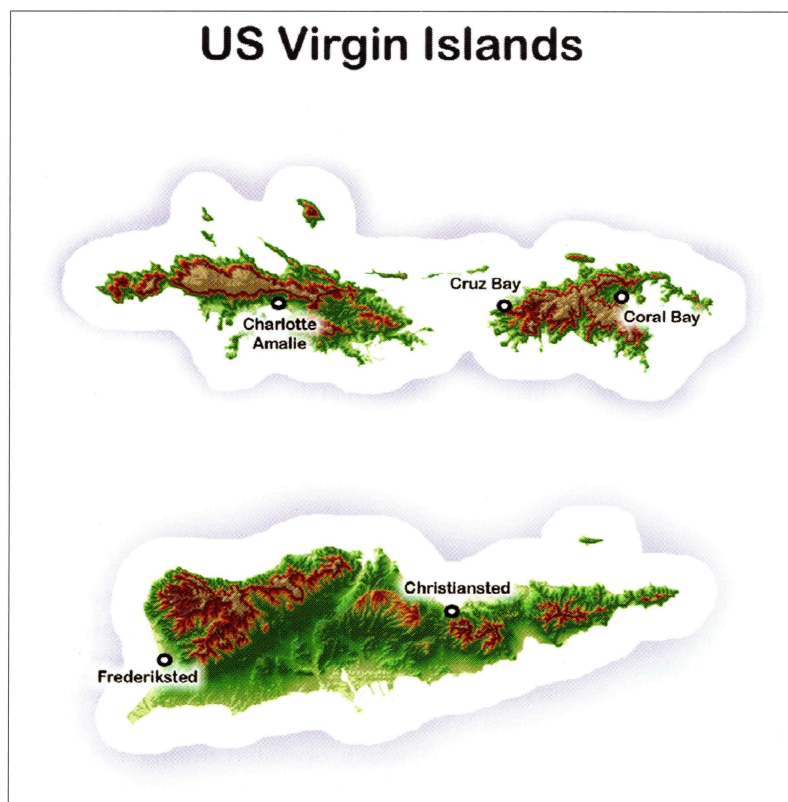 US Virgin Islands
Cruz Bay
Coral Bay
Charlotte
Amalie
Christiansted
Frederiksted